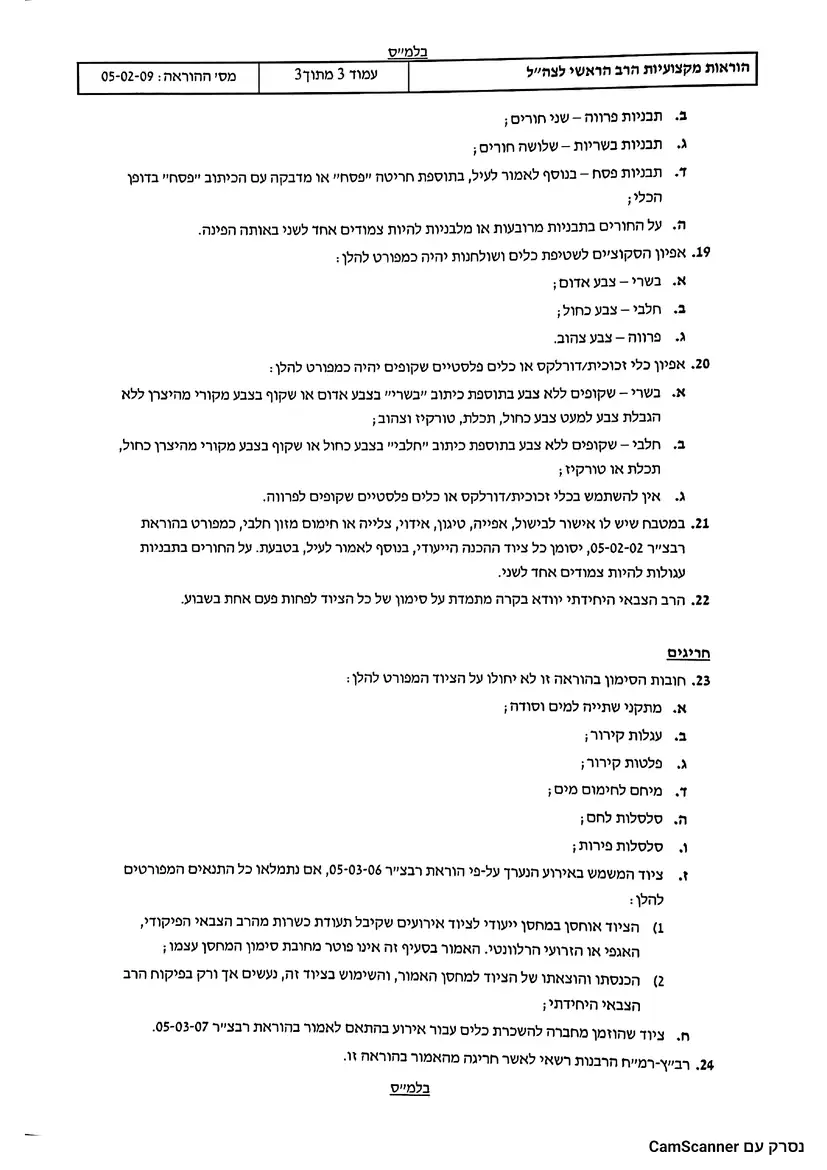 בלמ״ס
הוראות מקצועיות הרב הראשי לצה״ל
עמוד 3 מתוך3
מס׳ ההוראה: 05-02-09
ב. תבניות פרווה – שני חורים;
ג. תבניות בשריות – שלושה חורים;
ד. תבניות פסח – בנוסף לאמור לעיל, בתוספת חריטה "פסח" או מדבקה עם הכיתוב "פסח" בדופן
הכלי;
ה. על החורים בתבניות מרובעות או מלבניות להיות צמודים אחד לשני באותה הפינה.
19. אפיון הסקוצ׳ים לשטיפת כלים ושולחנות יהיה כמפורט להלן:
א. בשרי – צבע אדום;
ב. חלבי – צבע כחול;
ג. פרווה – צבע צהוב.
20. אפיון כלי זכוכית/דורלקס או כלים פלסטיים שקופים יהיה כמפורט להלן:
א. בשרי – שקופים ללא צבע בתוספת כיתוב "בשרי" בצבע אדום או שקוף בצבע מקורי מהיצרן ללא
הגבלת צבע למעט צבע כחול, תכלת, טורקיז וצהוב;
ב. חלבי – שקופים ללא צבע בתוספת כיתוב "חלבי" בצבע כחול או שקוף בצבע מקורי מהיצרן כחול,
תכלת או טורקיז;
ג. אין להשתמש בכלי זכוכית/דורלקס או כלים פלסטיים שקופים לפרווה.
21. במטבח שיש לו אישור לבישול, אפייה, טיגון, אידוי, צלייה או חימום מזון חלבי, כמפורט בהוראת
רבצ״ר 05-02-02, יסומן כל ציוד ההכנה הייעודי, בנוסף לאמור לעיל, בטבעת. על החורים בתבניות
עגולות להיות צמודים אחד לשני.
22. הרב הצבאי היחידתי יוודא בקרה מתמדת על סימון של כל הציוד לפחות פעם אחת בשבוע.
חריגים
23. חובות הסימון בהוראה זו לא יחולו על הציוד המפורט להלן:
א. מתקני שתייה למים וסודה;
ב. עגלות קירור;
ג. פלטות קירור;
ד. מיחם לחימום מים;
ה. סלסלות לחם;
ו. סלסלות פירות;
ז. ציוד המשמש באירוע הנערך על-פי הוראת רבצ״ר 05-03-06, אם נתמלאו כל התנאים המפורטים
להלן:
1) הציוד אוחסן במחסן ייעודי לציוד אירועים שקיבל תעודת כשרות מהרב הצבאי הפיקודי,
האגפי או הזרועי הרלוונטי. האמור בסעיף זה אינו פוטר מחובת סימון המחסן עצמו;
2) הכנסתו והוצאתו של הציוד למחסן האמור, והשימוש בציוד זה, נעשים אך ורק בפיקוח הרב
הצבאי היחידתי;
ח. ציוד שהוזמן מחברה להשכרת כלים עבור אירוע בהתאם לאמור בהוראת רבצ״ר 05-03-07.
24. רב״ץ-רמ״ח הרבנות רשאי לאשר חריגה מהאמור בהוראה זו.
בלמ״ס
נסרק עם CamScanner